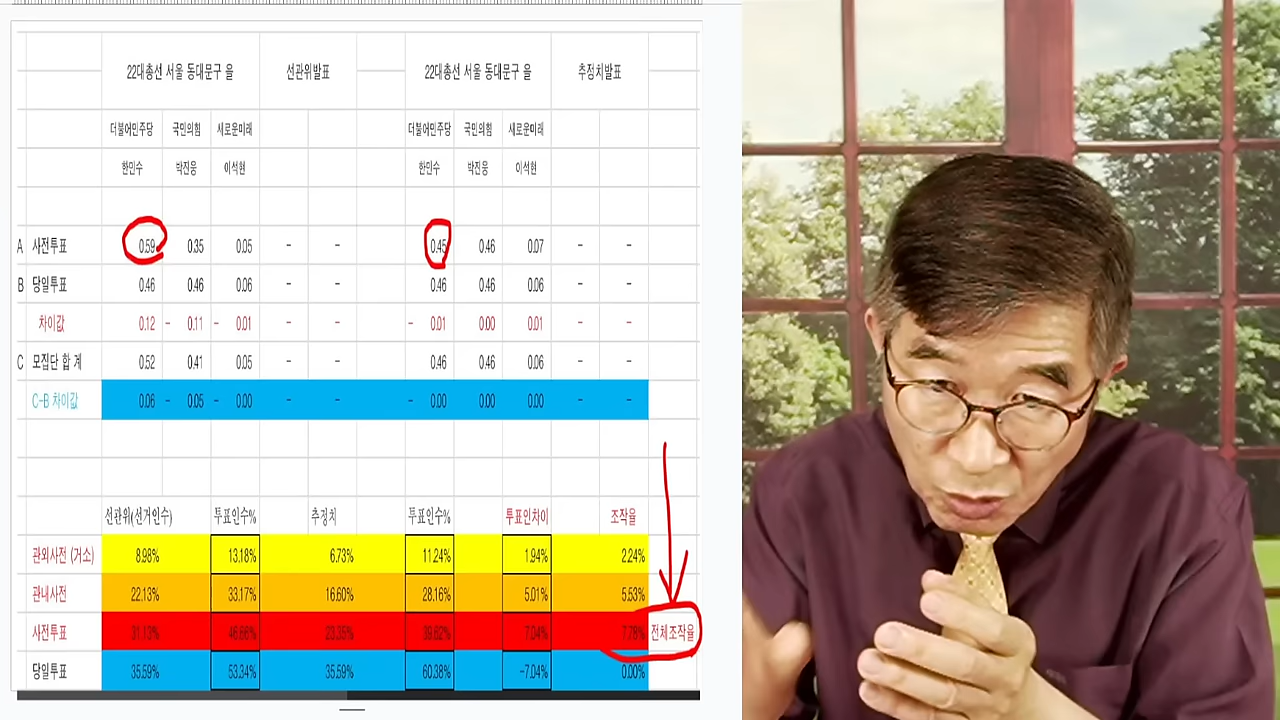 22대총선 서울 동대문구 을 선관위발표 22대총선 서울 동대문구 을 추정치발표
더불어민주당 국민의힘 새로운미래 더불어민주당 국민의힘 새로운미래
한민수 박진웅 이석현 한민수 박진웅 이석현
A 사전투표 0.59 0.35 0.05 - - 0.45 0.46 0.07 - -
B 당일투표 0.46 0.46 0.06 - - 0.46 0.46 0.06 - -
차이값 0.12 - 0.11 - 0.01 - - - 0.01 0.00 0.01 - -
C 모집단 합 계 0.52 0.41 0.05 - - 0.46 0.46 0.06 - -
C-B 차이값 0.06 - 0.05 - 0.00 - - - 0.00 0.00 0.00 - -
선관위(선거인수) 투표인수% 추정치 투표인수% 투표인차이 조작율
관외사전 (거소) 8.98% 13.18% 6.73% 11.24% 1.94% 2.24%
관내사전 22.13% 33.17% 16.60% 28.16% 5.01% 5.53%
사전투표 31.13% 46.66% 23.35% 39.62% 7.04% 7.78% 전체조작율
당일투표 35.59% 53.34% 35.59% 60.38% -7.04% 0.00%